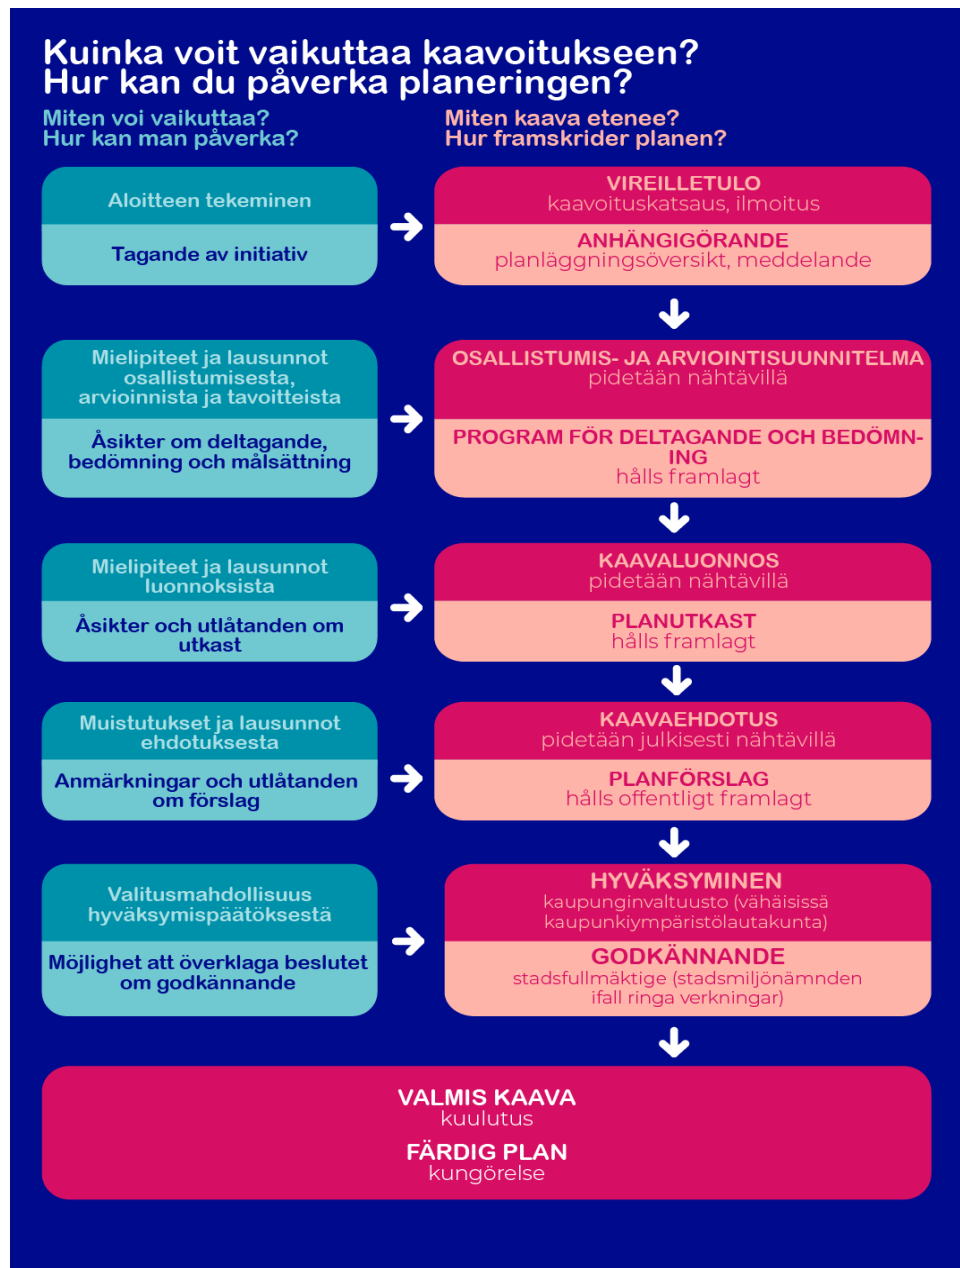 Kuinka voit vaikuttaa kaavoitukseen?
Hur kan du påverka planeringen?
Miten voi vaikuttaa?
Hur kan man påverka?
Miten kaava etenee?
Hur framskrider planen?
Aloitteen tekeminen
Tagande av initiativ
VIREILLETULO
kaavoituskatsaus, ilmoitus
ANHÄNGIGÖRANDE
planläggningsöversikt, meddelande
Mielipiteet ja lausunnot
osallistumisesta,
arvioinnista ja tavoitteista
Åsikter om deltagande,
bedömning och målsättning
OSALLISTUMIS- JA ARVIOINTISUUNNITELMA
pidetään nähtävillä
PROGRAM FÖR DELTAGANDE OCH BEDÖMN-
ING
hålls framlagt
Mielipiteet ja lausunnot
luonnoksista
Åsikter och utlåtanden om
utkast
KAAVALUONNOS
pidetään nähtävillä
PLANUTKAST
hålls framlagt
Muistutukset ja lausunnot
ehdotuksesta
Anmärkningar och utlåtanden
om förslag
KAAVAEHDOTUS
pidetään julkisesti nähtävillä
PLANFÖRSLAG
hålls offentligt framlagt
Valitusmahdollisuus
hyväksymispäätöksestä
Möjlighet att överklaga beslutet
om godkännande
HYVÄKSYMINEN
kaupunginvaltuusto (vähäisissä
kaupunkiympäristölautakunta)
GODKÄNNANDE
stadsfullmäktige (stadsmiljönämnden
ifall ringa verkningar)
VALMIS KAAVA
kuulutus
FÄRDIG PLAN
kungörelse